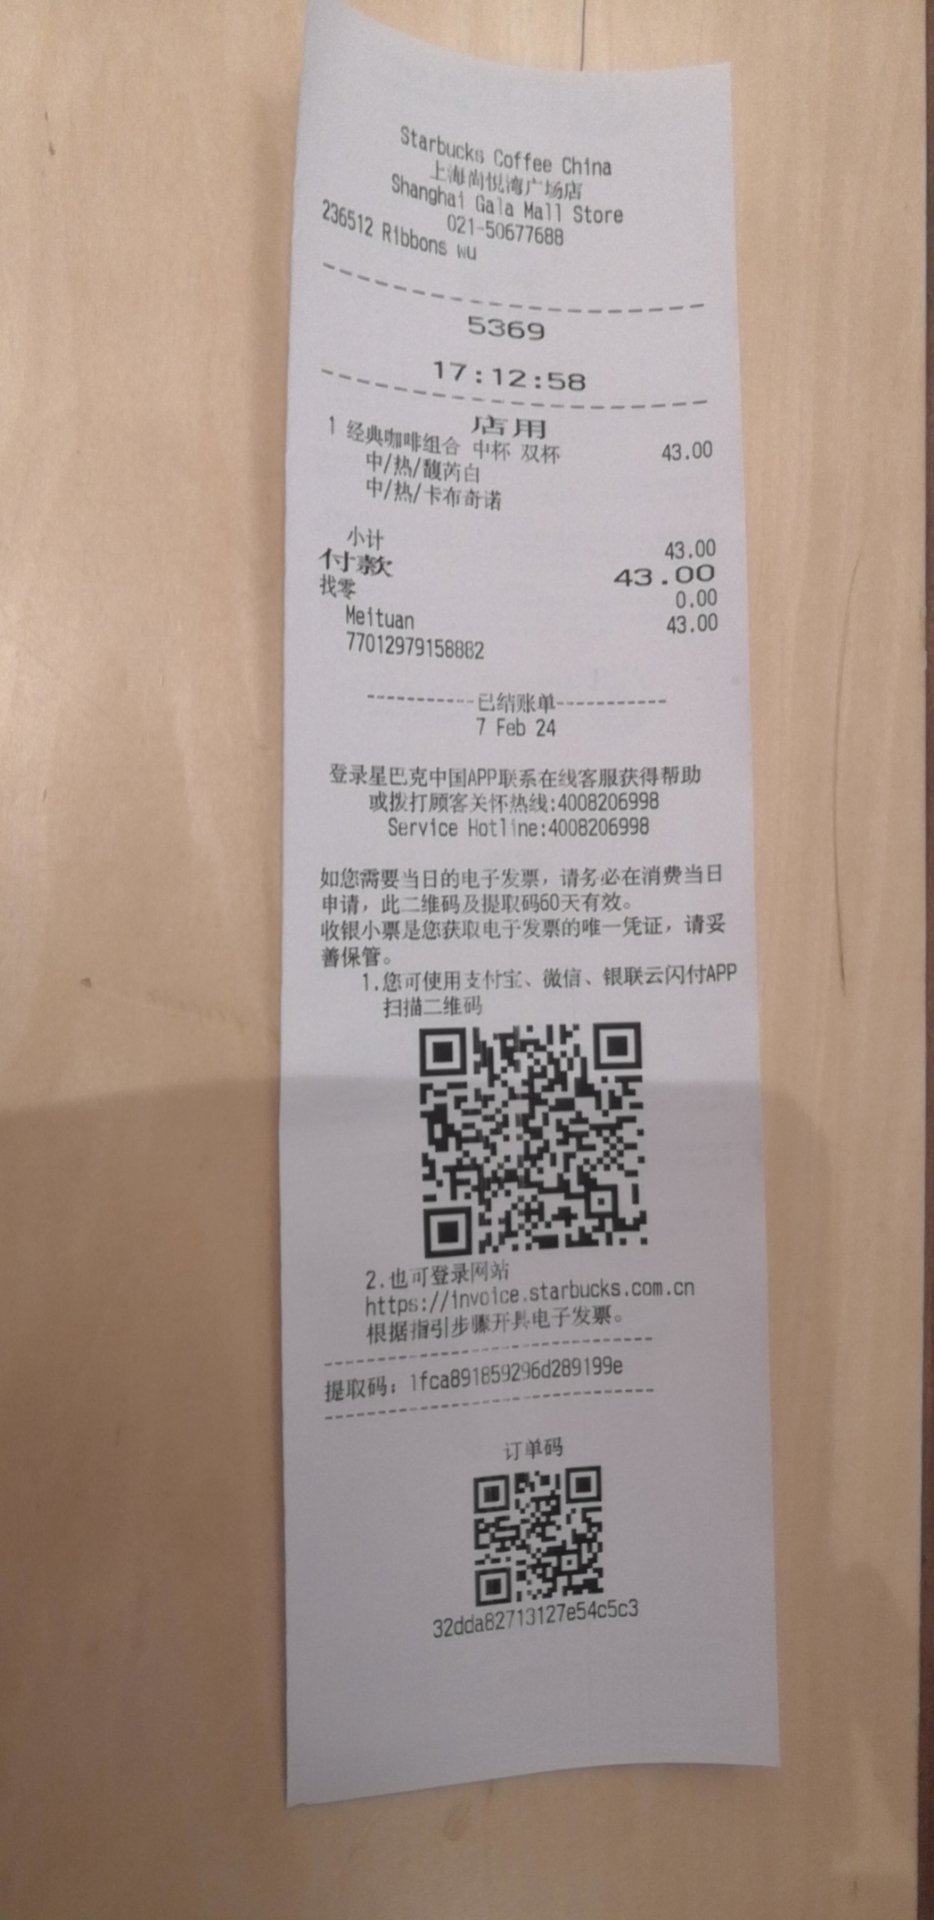 Starbucks Coffee China
上海尚悦湾广场店
Shanghai Gala Mall Store
021-50677688
236512 Ribbons wu
5369
17:12:58
店用
1 经典咖啡组合 中杯 双杯 43.00
中/热/馥芮白
中/热/卡布奇诺
小计 43.00
付款 43.00
找零 0.00
Meituan 43.00
77012979158882
-----------已结账单-----------
7 Feb 24
登录星巴克中国APP联系在线客服获得帮助
或拨打顾客关怀热线:4008206998
Service Hotline:4008206998
如您需要当日的电子发票，请务必在消费当日
申请，此二维码及提取码60天有效。
收银小票是您获取电子发票的唯一凭证，请妥
善保管。
1.您可使用支付宝、微信、银联云闪付APP
扫描二维码
2.也可登录网站
https://invoice.starbucks.com.cn
根据指引步骤开具电子发票。
提取码：1fca891859296d289199e
订单码
32dda82713127e54c5c3